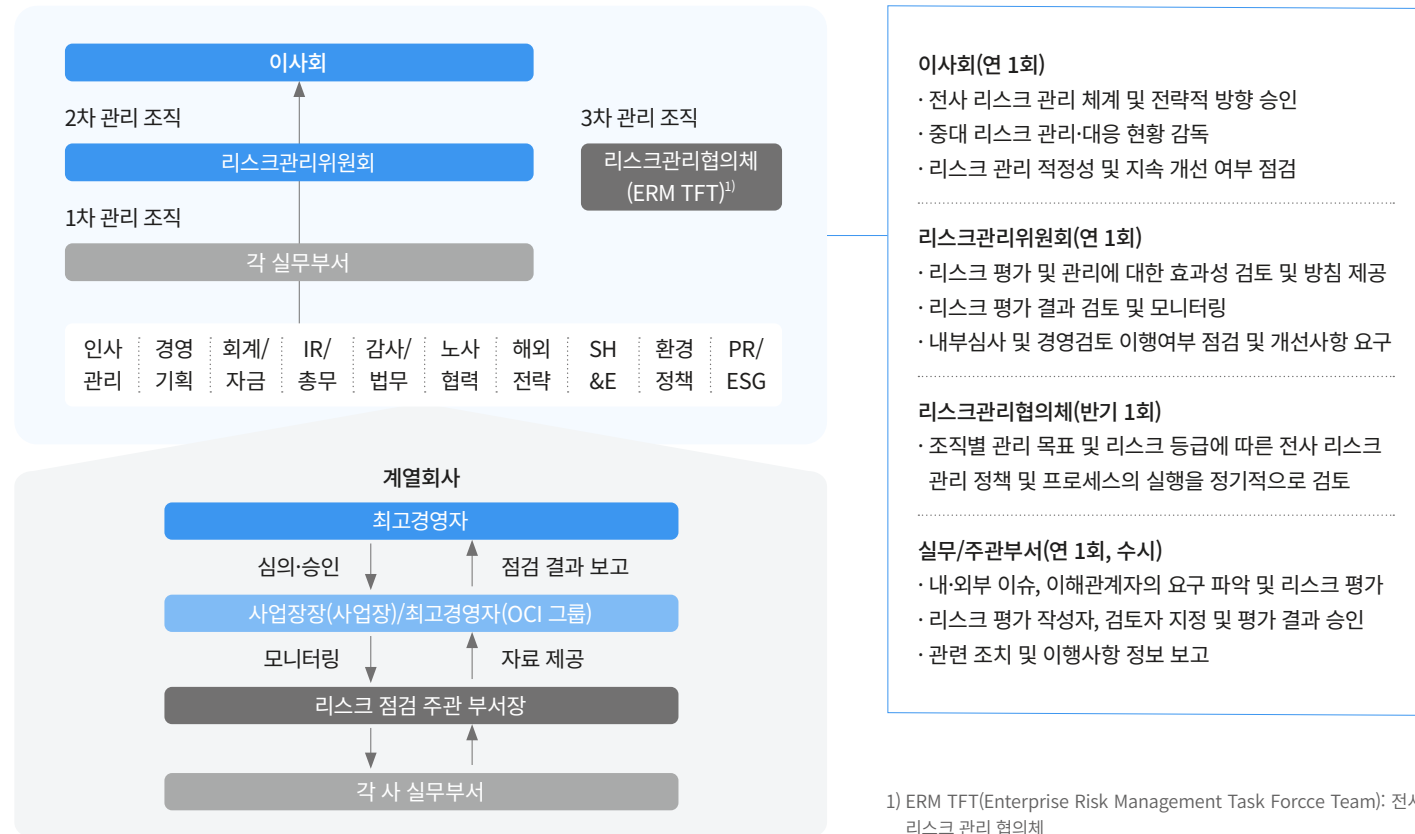 이사회
2차 관리 조직
3차 관리 조직
리스크관리위원회
리스크관리협의체
(ERM TFT)1)
1차 관리 조직
각 실무부서
인사 경영 회계/ IR/ 감사/ 노사 해외 SH 환경 PR/
관리 기획 자금 총무 법무 협력 전략 &E 정책 ESG
계열회사
최고경영자
심의·승인 점검 결과 보고
사업장장(사업장)/최고경영자(OCI 그룹)
모니터링 자료 제공
리스크 점검 주관 부서장
각 사 실무부서
이사회(연 1회)
· 전사 리스크 관리 체계 및 전략적 방향 승인
· 중대 리스크 관리·대응 현황 감독
· 리스크 관리 적정성 및 지속 개선 여부 점검
리스크관리위원회(연 1회)
· 리스크 평가 및 관리에 대한 효과성 검토 및 방침 제공
· 리스크 평가 결과 검토 및 모니터링
· 내부심사 및 경영검토 이행여부 점검 및 개선사항 요구
리스크관리협의체(반기 1회)
· 조직별 관리 목표 및 리스크 등급에 따른 전사 리스크
관리 정책 및 프로세스의 실행을 정기적으로 검토
실무/주관부서(연 1회, 수시)
· 내·외부 이슈, 이해관계자의 요구 파악 및 리스크 평가
· 리스크 평가 작성자, 검토자 지정 및 평가 결과 승인
· 관련 조치 및 이행사항 정보 보고
1) ERM TFT(Enterprise Risk Management Task Forcce Team): 전사
리스크 관리 협의체